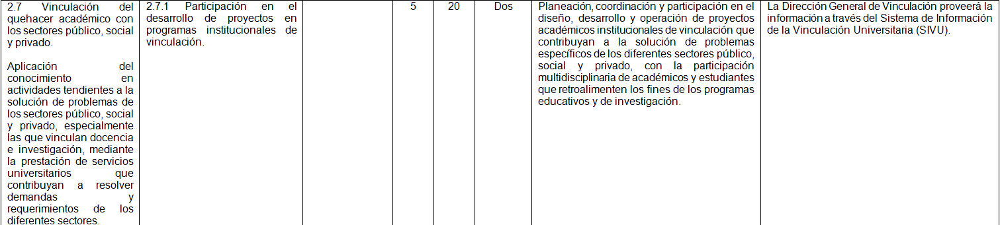 2.7 Vinculación del
quehacer académico con
los sectores público, social
y privado.
Aplicación del
conocimiento en
actividades tendientes a la
solución de problemas de
los sectores público, social
y privado, especialmente
las que vinculan docencia
e investigación, mediante
la prestación de servicios
universitarios que
contribuyan a resolver
demandas y
requerimientos de los
diferentes sectores.
2.7.1 Participación en el
desarrollo de proyectos en
programas institucionales de
vinculación.
5
20
Dos
Planeación, coordinación y participación en el
diseño, desarrollo y operación de proyectos
académicos institucionales de vinculación que
contribuyan a la solución de problemas
específicos de los diferentes sectores público,
social y privado, con la participación
multidisciplinaria de académicos y estudiantes
que retroalimenten los fines de los programas
educativos y de investigación.
La Dirección General de Vinculación proveerá la
información a través del Sistema de Información
de la Vinculación Universitaria (SIVU).